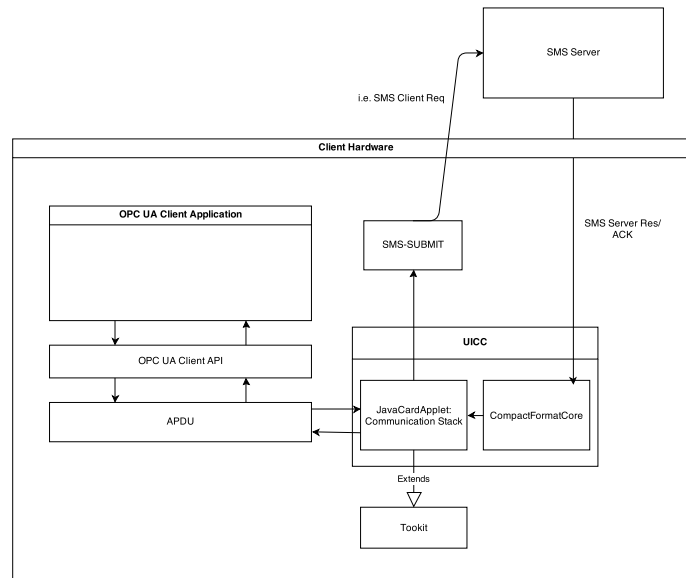 SMS Server
i.e. SMS Client Req
Client Hardware
OPC UA Client Application
SMS Server Res/
ACK
SMS-SUBMIT
UICC
OPC UA Client API
JavaCardApplet:
Communication Stack
CompactFormatCore
APDU
Extends
Tookit